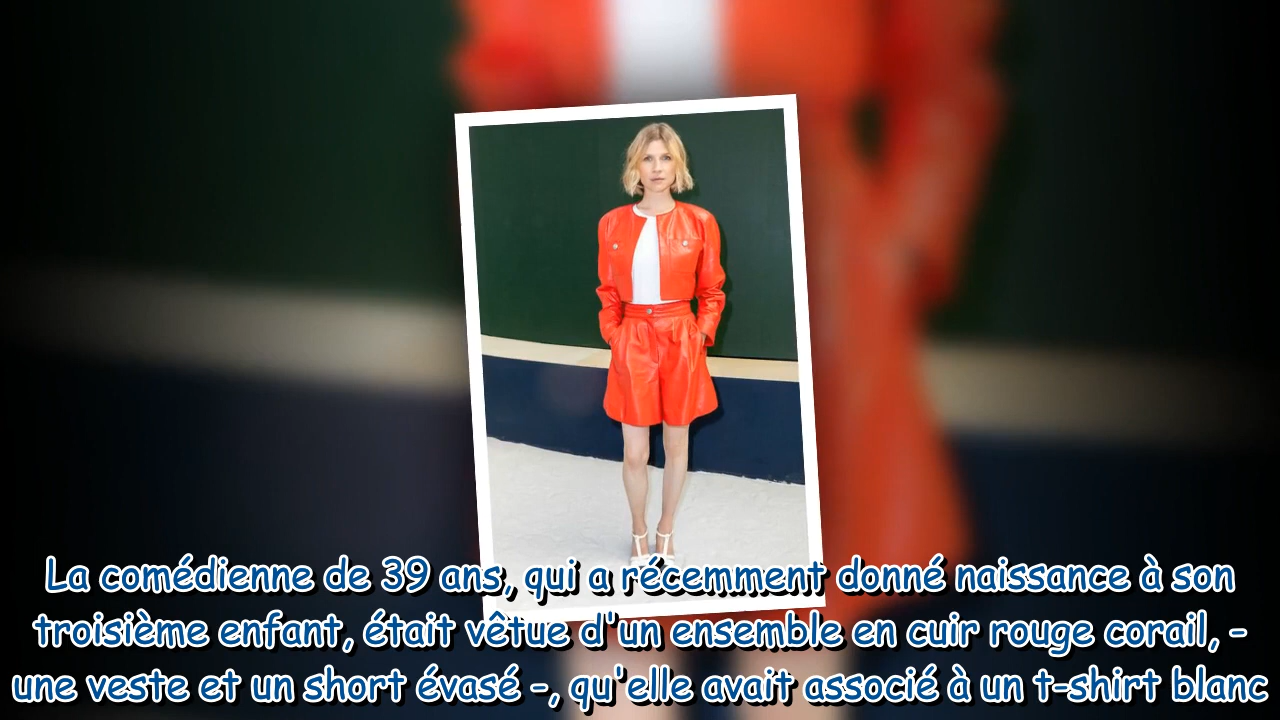 La comédienne de 39 ans, qui a récemment donné naissance à son
troisième enfant, était vêtue d'un ensemble en cuir rouge corail, -
une veste et un short évasé -, qu'elle avait associé à un t-shirt blanc